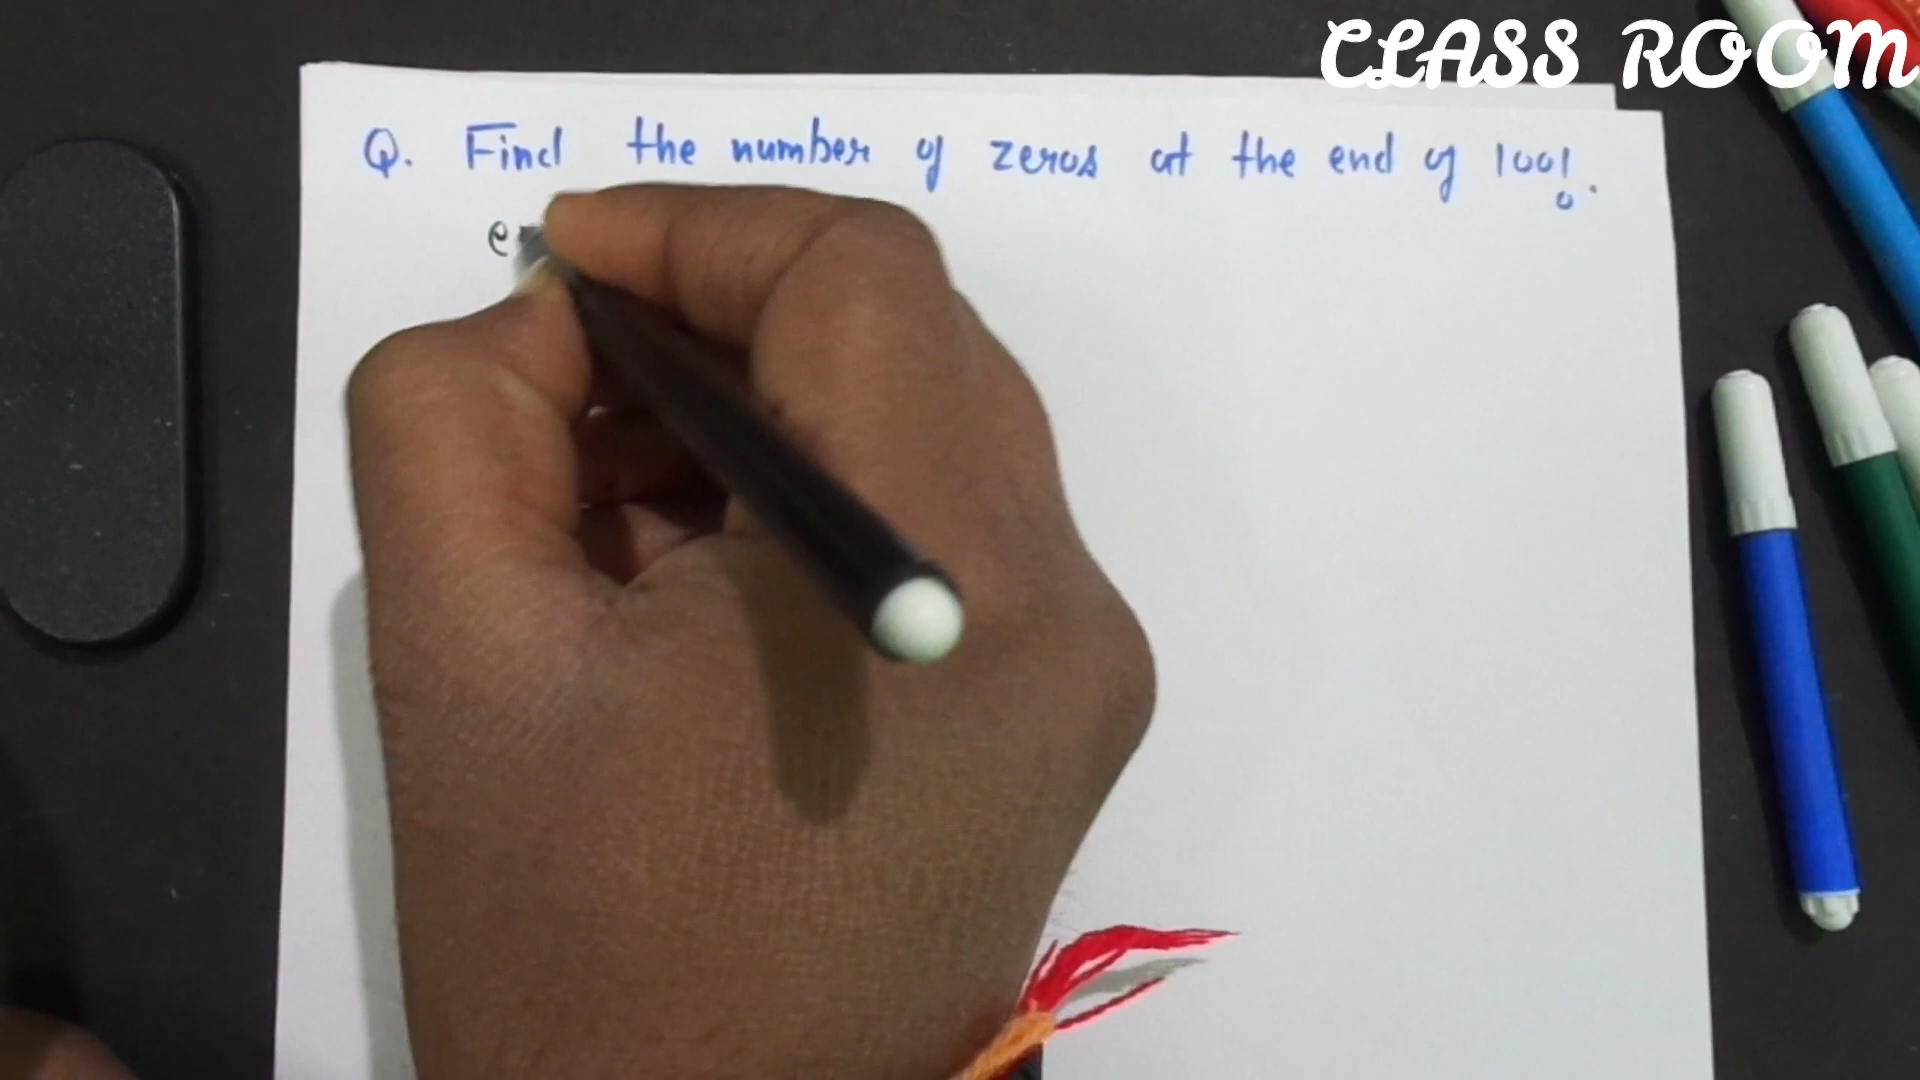 CLASS ROOM
Q. Find the number of zeros at the end of 100!.